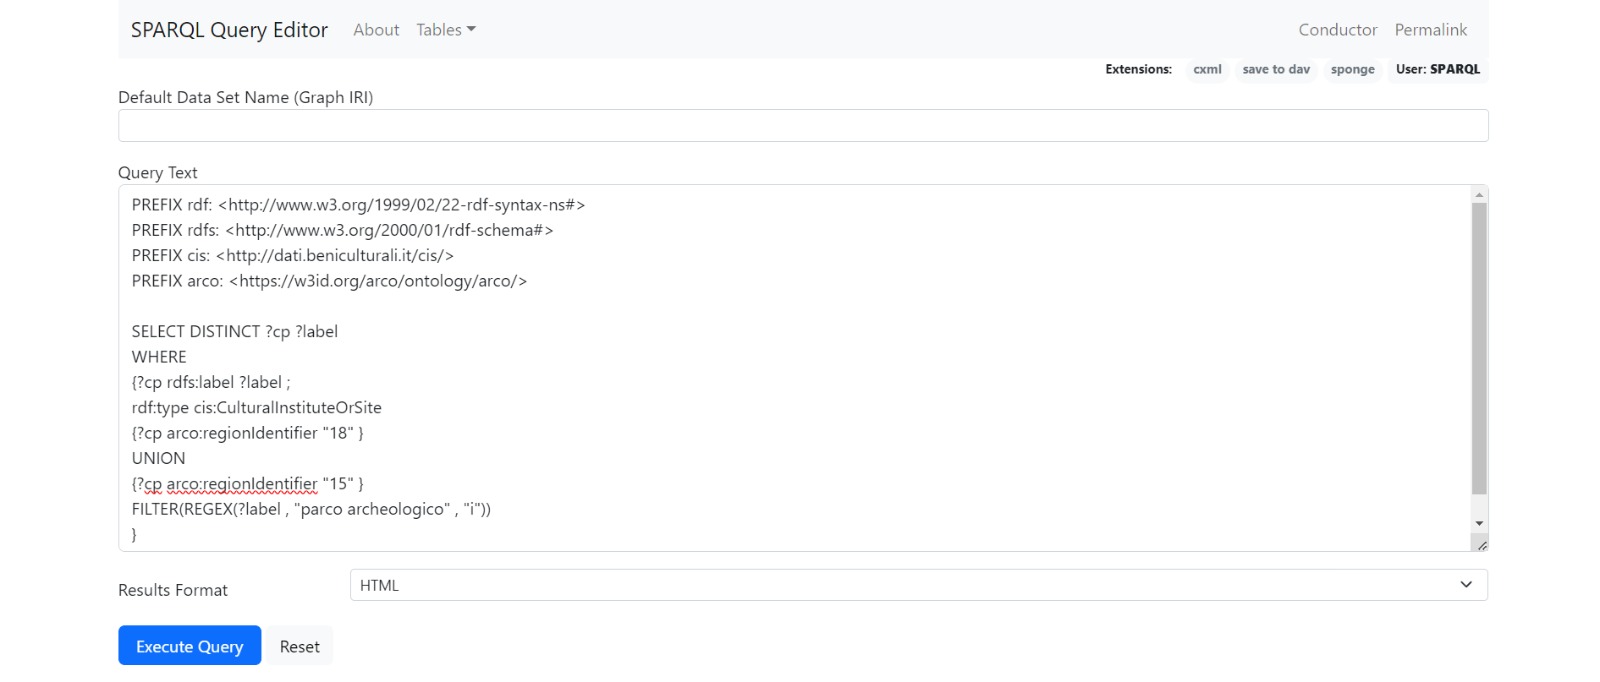 SPARQL Query Editor About Tables Conductor Permalink
Extensions: cxml save to dav sponge User: SPARQL
Default Data Set Name (Graph IRI)
Query Text
PREFIX rdf: <http://www.w3.org/1999/02/22-rdf-syntax-ns#>
PREFIX rdfs: <http://www.w3.org/2000/01/rdf-schema#>
PREFIX cis: <http://dati.beniculturali.it/cis/>
PREFIX arco: <https://w3id.org/arco/ontology/arco/>
SELECT DISTINCT ?cp ?label
WHERE
{?cp rdfs:label ?label ;
rdf:type cis:CulturalInstituteOrSite
{?cp arco:regionIdentifier "18" }
UNION
{?cp arco:regionIdentifier "15" }
FILTER(REGEX(?label , "parco archeologico" , "i"))
}
Results Format HTML
Execute Query Reset